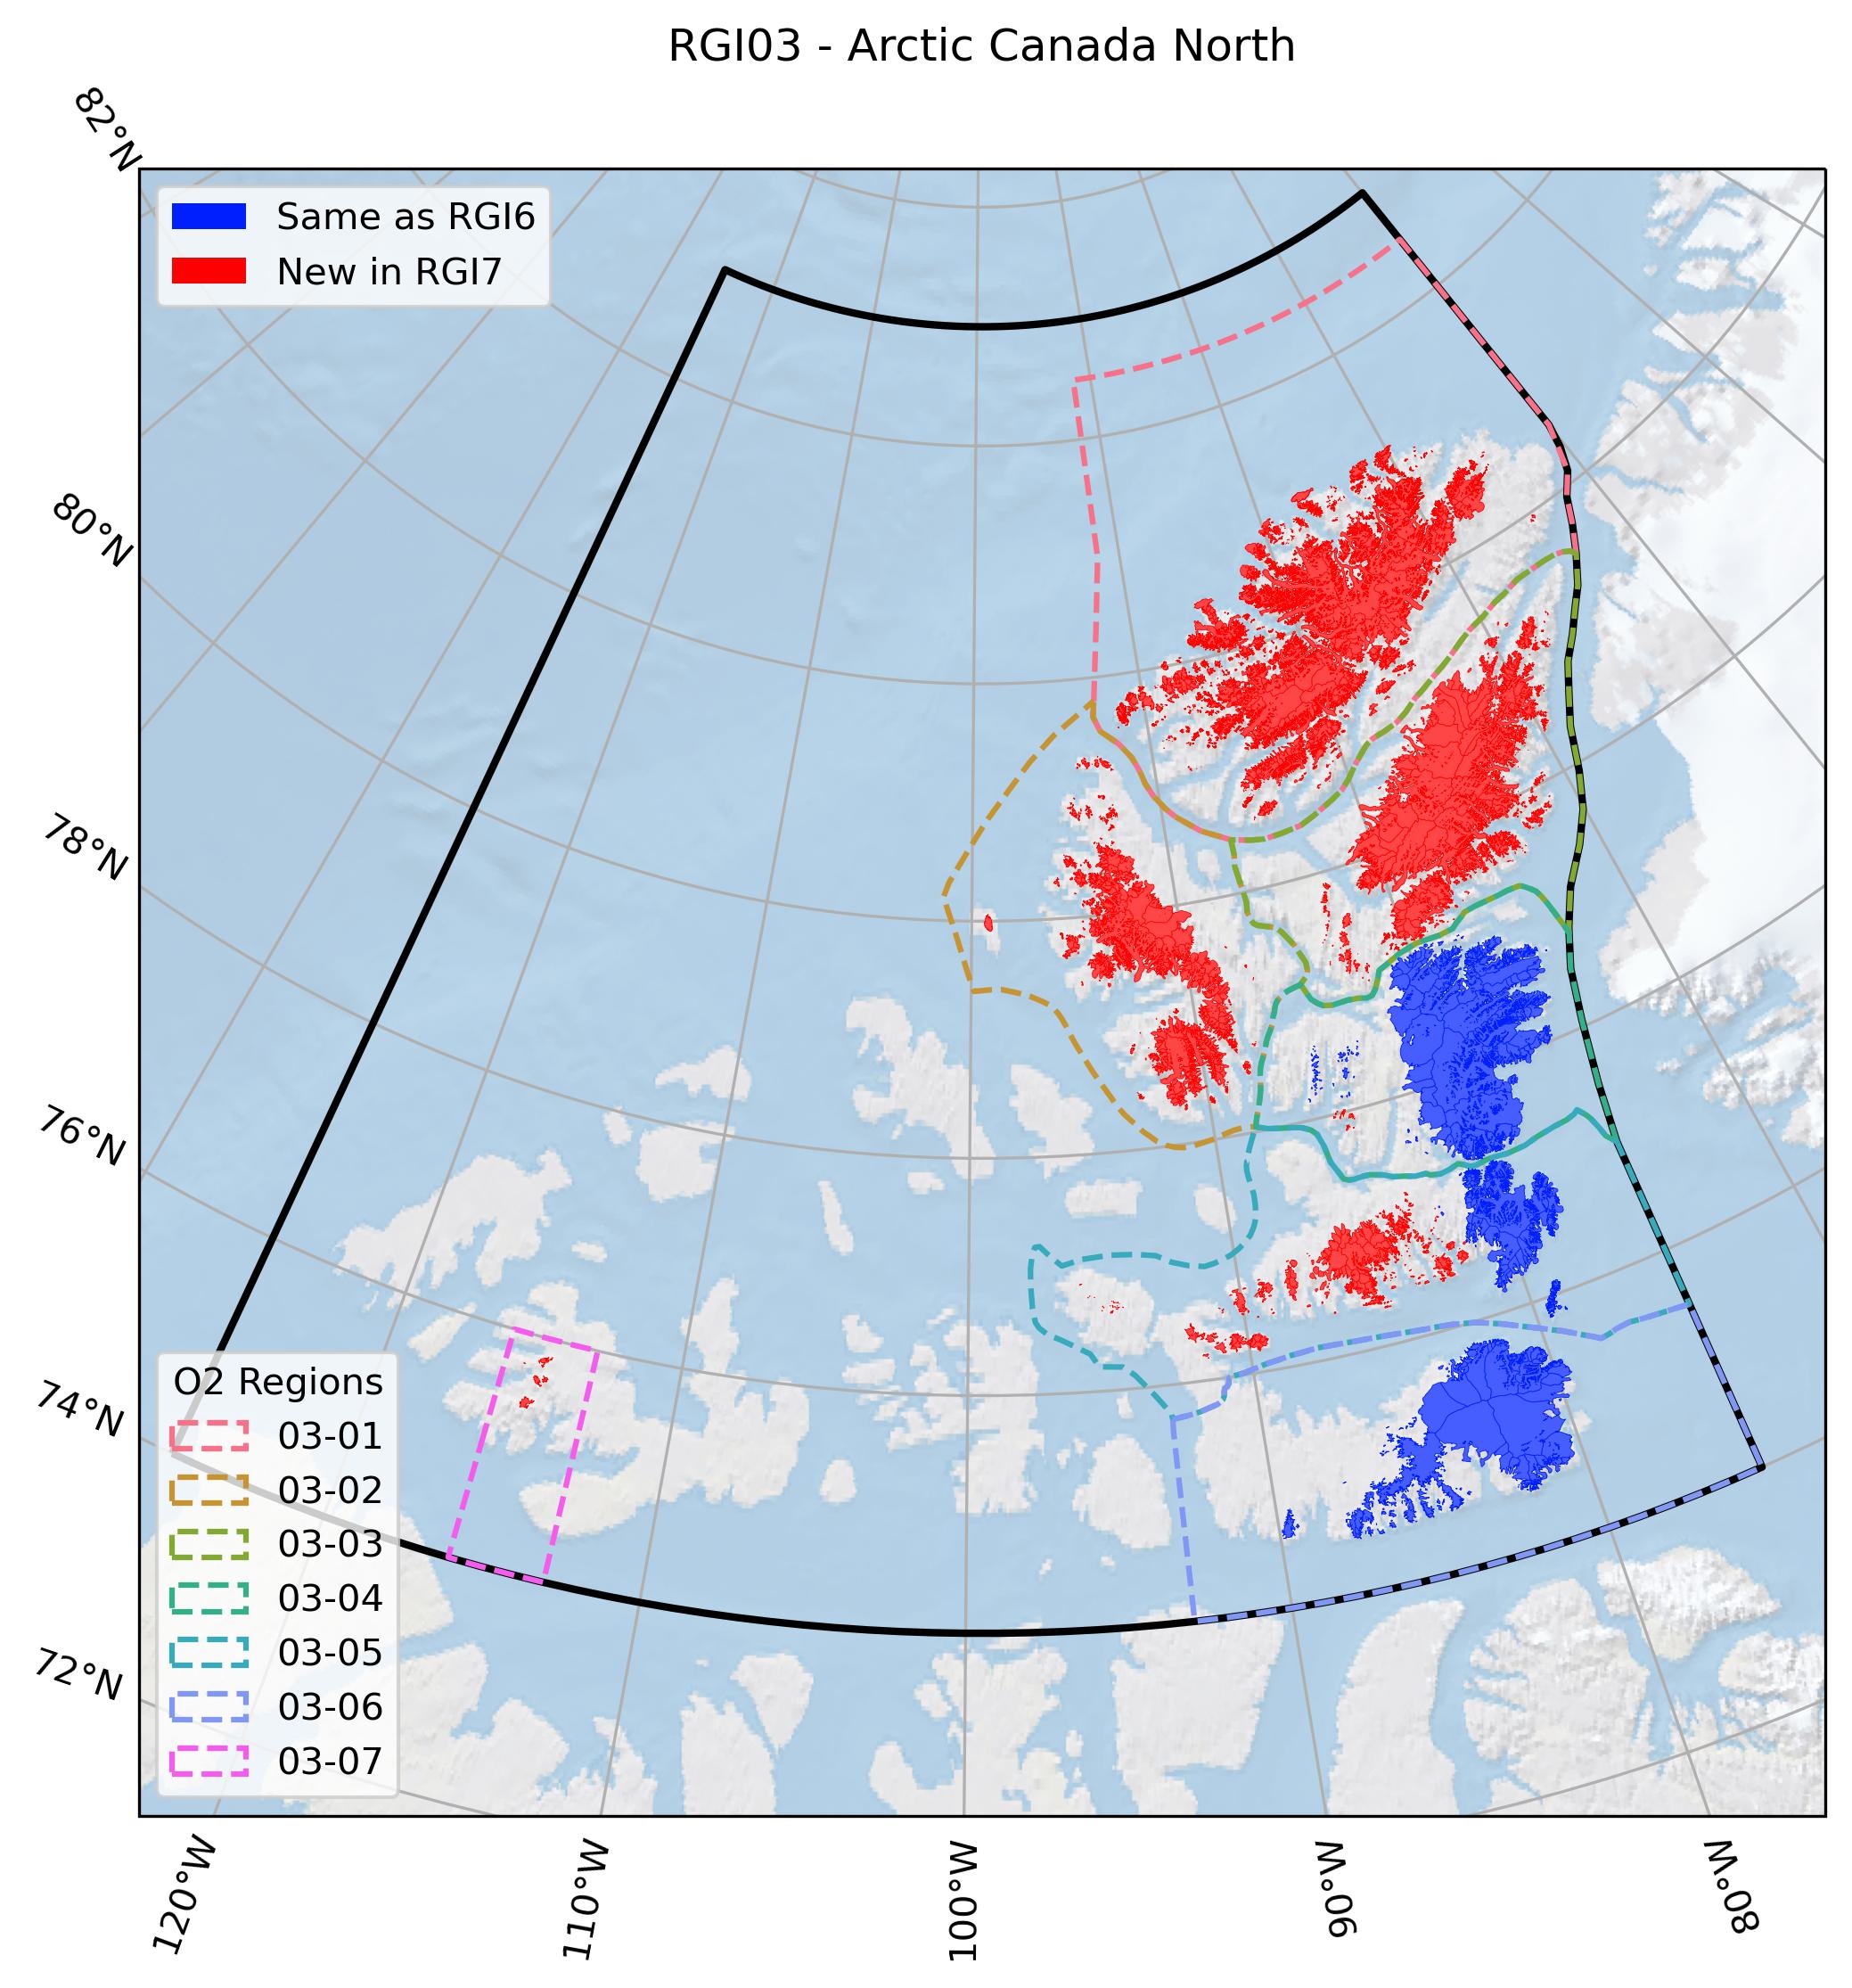 RGI03 - Arctic Canada North
82°N
Same as RGI6
New in RGI7
80°N
78°N
76°N
74°N
72°N
O2 Regions
03-01
03-02
03-03
03-04
03-05
03-06
03-07
120°W
110°W
100°W
90°W
80°W